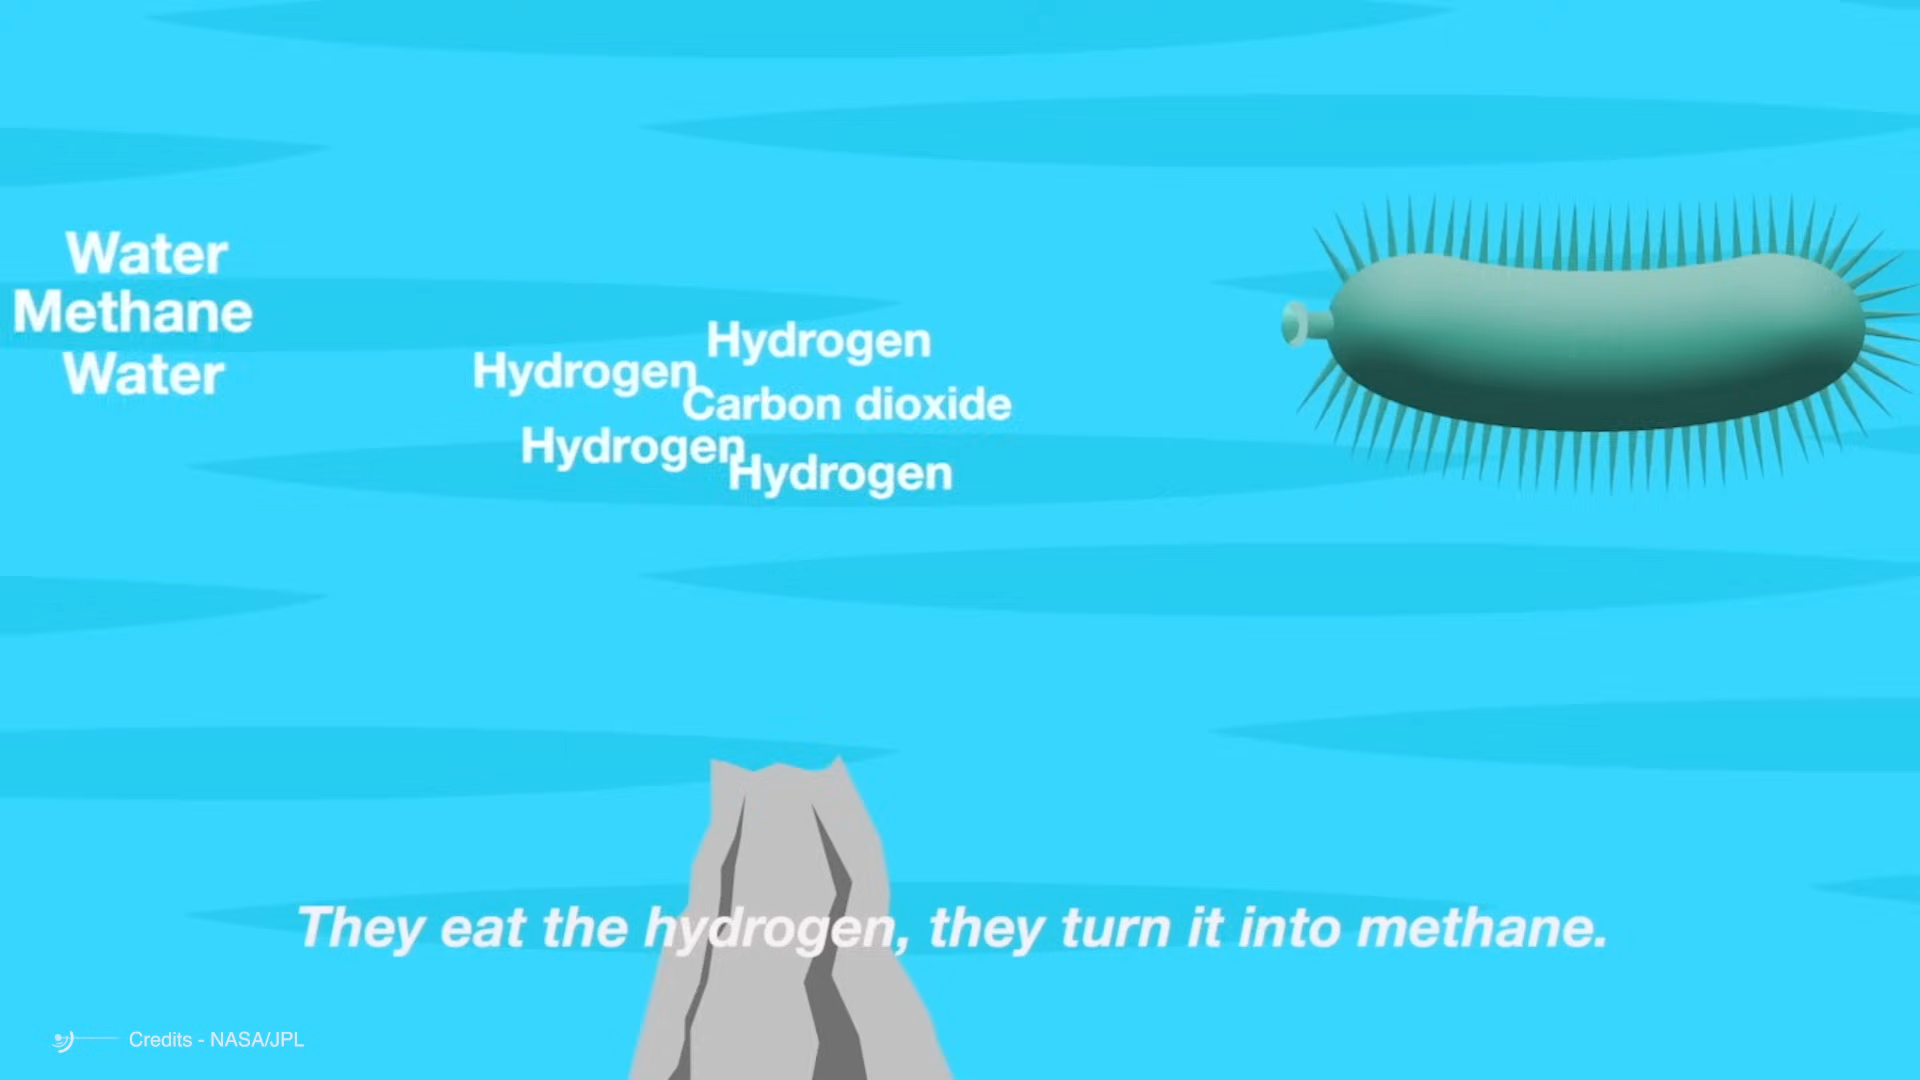 Water
Methane
Water
Hydrogen
Hydrogen
Carbon dioxide
Hydrogen
Hydrogen
They eat the hydrogen, they turn it into methane.
Credits - NASA/JPL